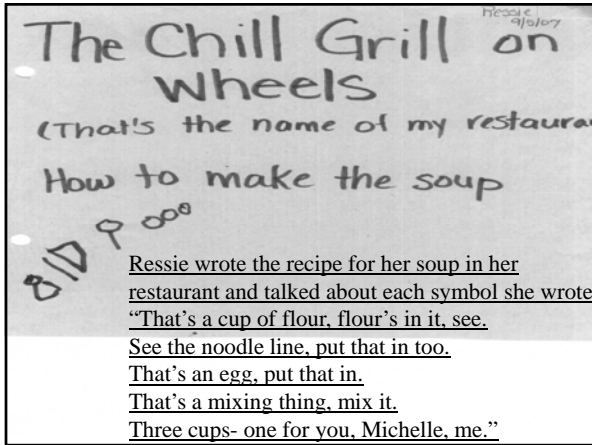 Ressie
9/5/07
The Chill Grill on
Wheels
(That's the name of my restaura
How to make the soup
Ressie wrote the recipe for her soup in her
restaurant and talked about each symbol she wrote
“That’s a cup of flour, flour’s in it, see.
See the noodle line, put that in too.
That’s an egg, put that in.
That’s a mixing thing, mix it.
Three cups- one for you, Michelle, me.”